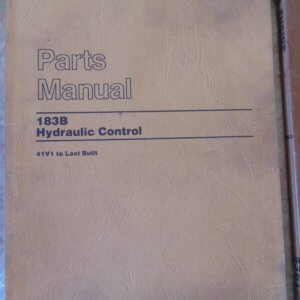 Parts
Manual
183B
Hydraulic Control
41V1 to Last Built